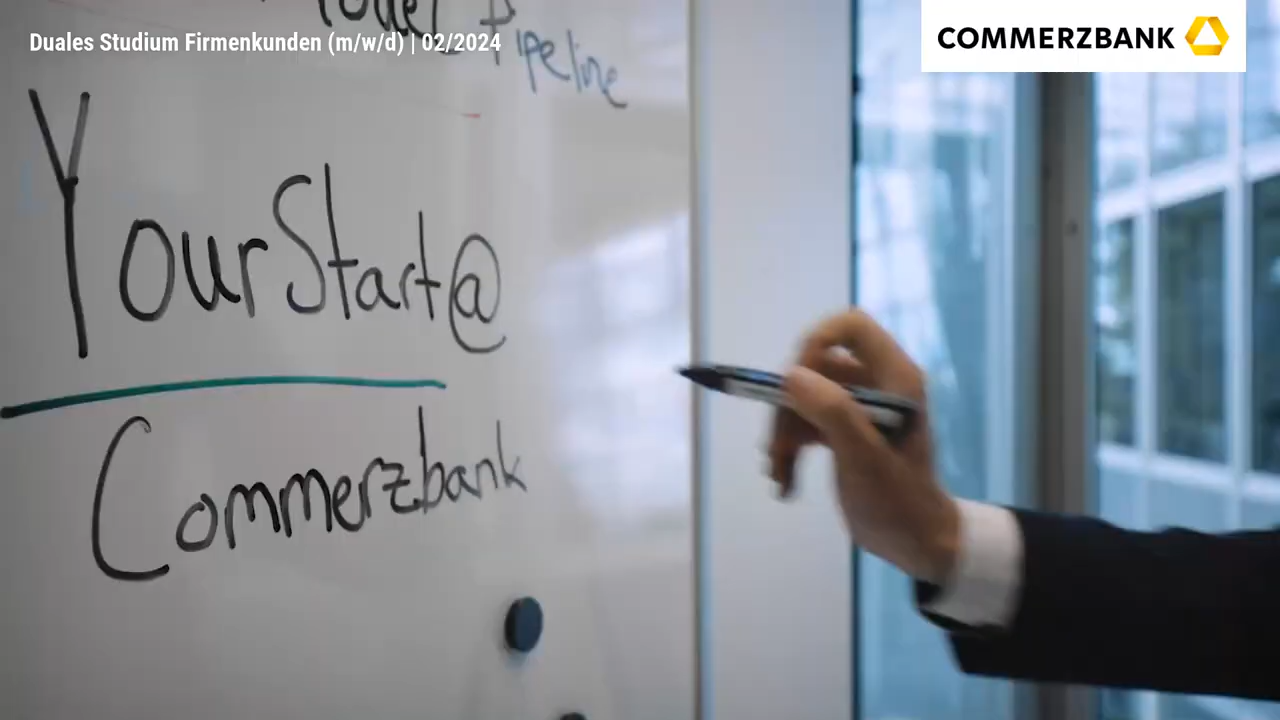 Duales Studium Firmenkunden (m/w/d) | 02/2024
COMMERZBANK
Pipeline
YourStart@
Commerzbank